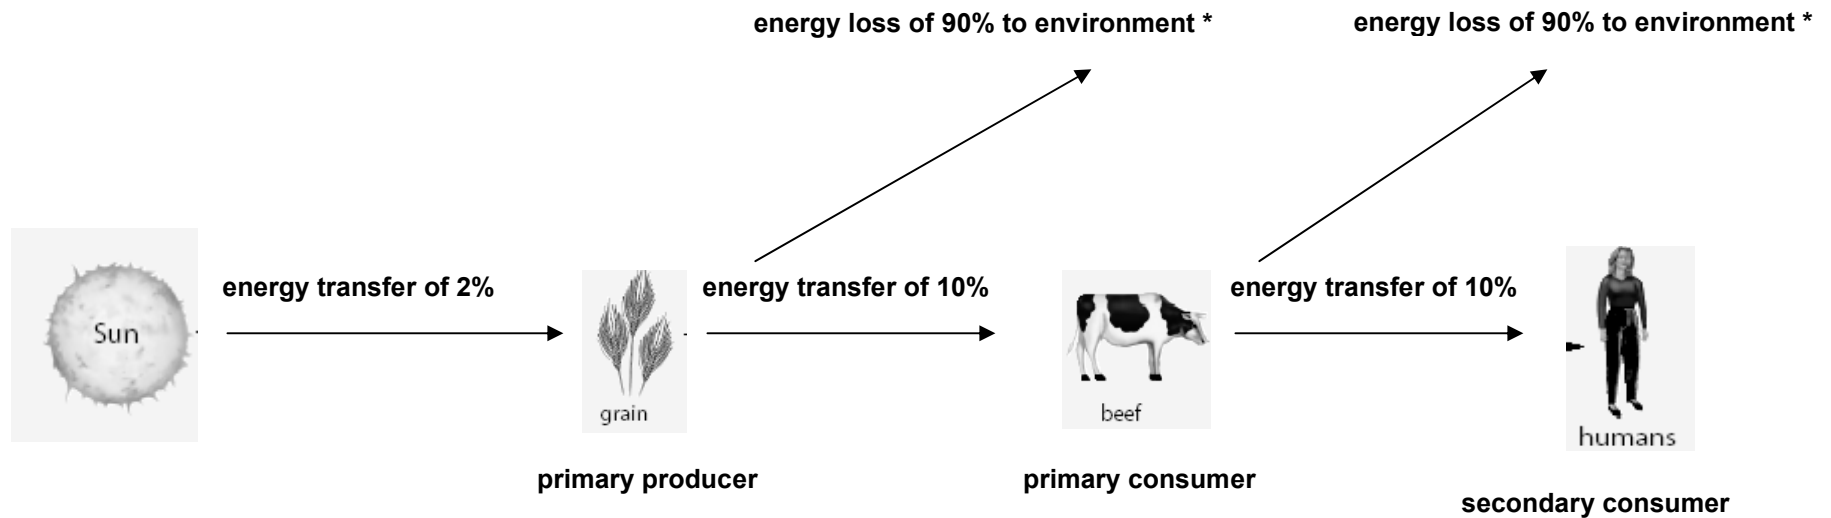 energy loss of 90% to environment *
energy loss of 90% to environment *
energy transfer of 2%
energy transfer of 10%
energy transfer of 10%
Sun
grain
beef
humans
primary producer
primary consumer
secondary consumer